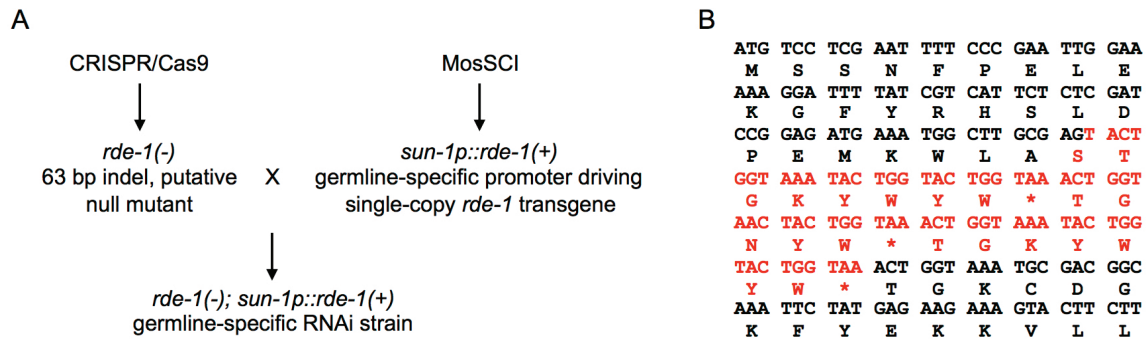 A
CRISPR/Cas9
MosSCI
rde-1(-)
63 bp indel, putative
null mutant
X
sun-1p::rde-1(+)
germline-specific promoter driving
single-copy rde-1 transgene
rde-1(-); sun-1p::rde-1(+)
germline-specific RNAi strain
B
ATG TCC TCG AAT TTT CCC GAA TTG GAA
M S S N F P E L E
AAA GGA TTT TAT CGT CAT TCT CTC GAT
K G F Y R H S L D
CCG GAG ATG AAA TGG CTT GCG AGT ACT
P E M K W L A S T
GGT AAA TAC TGG TAC TGG TAA ACT GGT
G K Y W Y W * T G
AAC TAC TGG TAA ACT GGT AAA TAC TGG
N Y W * T G K Y W
TAC TGG TAA ACT GGT AAA TGC GAC GGC
Y W * T G K C D G
AAA TTC TAT GAG AAG AAA GTA CTT CTT
K F Y E K K V L L